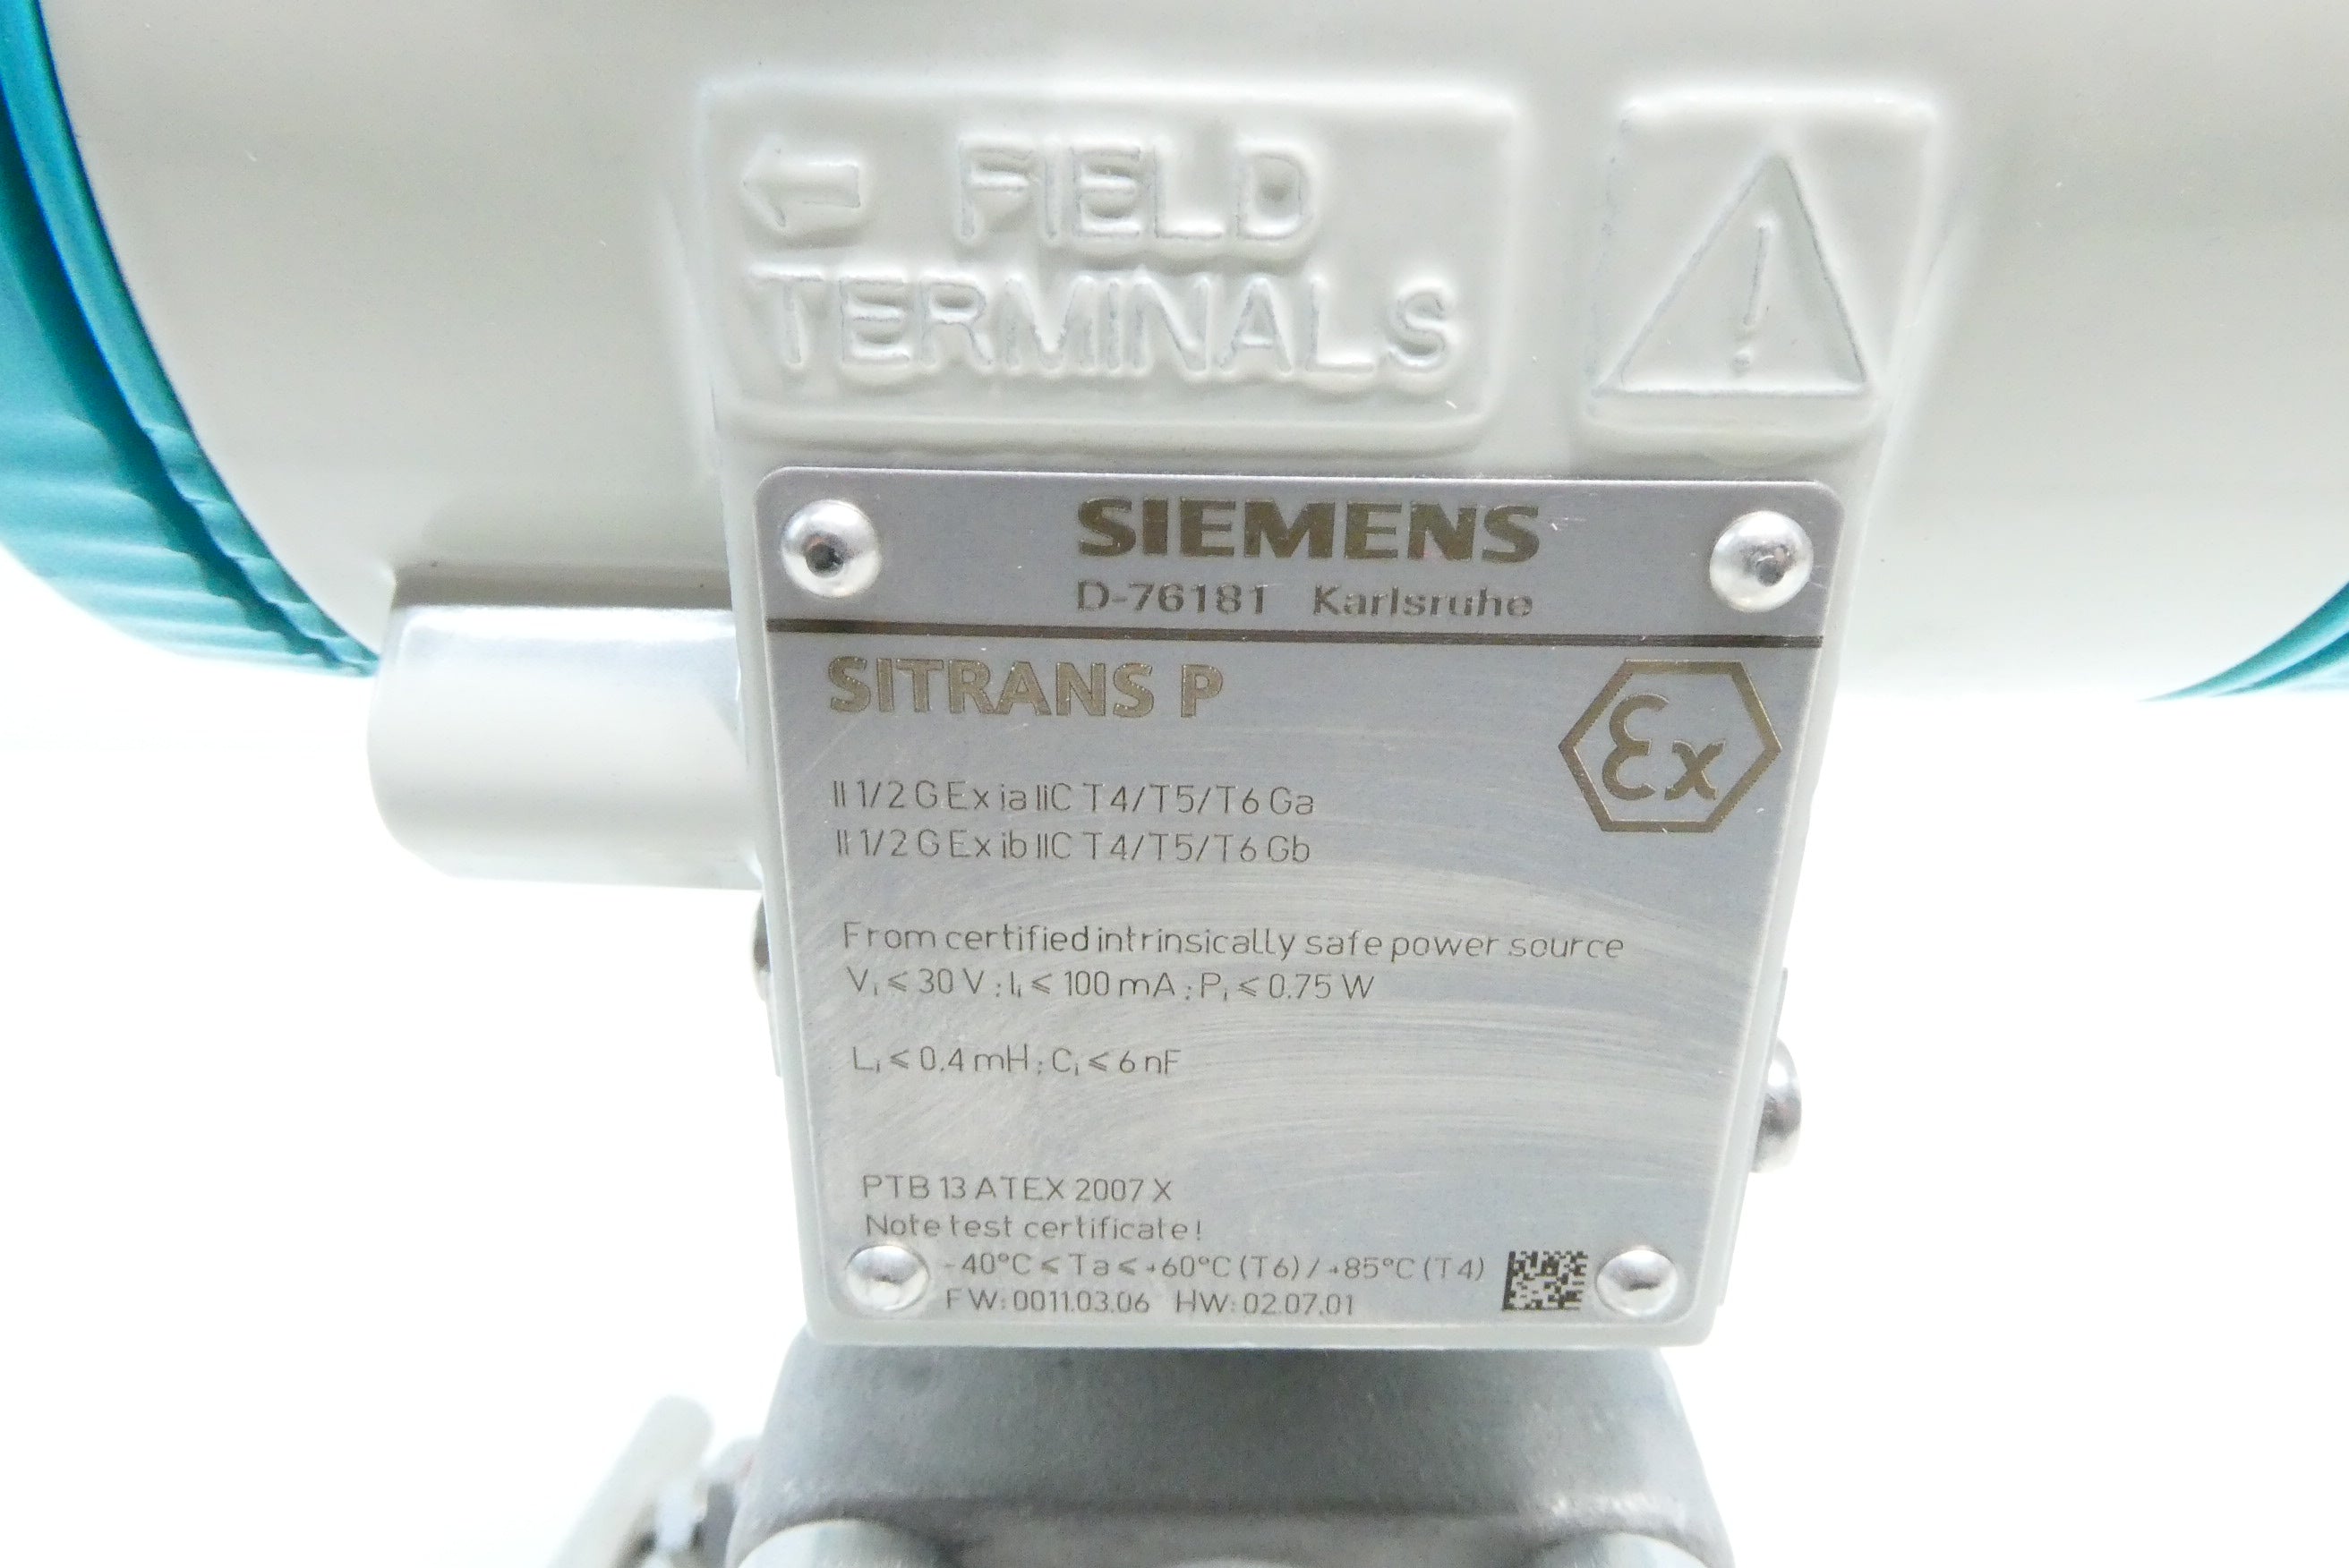 ← FIELD
TERMINALS
!
SIEMENS
D-76181 Karlsruhe
SITRANS P
Ex
II 1/2 G Ex ia IIC T4/T5/T6 Ga
II 1/2 G Ex ib IIC T4/T5/T6 Gb
From certified intrinsically safe power source
Vᵢ ⩽ 30 V ; Iᵢ ⩽ 100 mA ; Pᵢ ⩽ 0.75 W
Lᵢ ⩽ 0.4 mH ; Cᵢ ⩽ 6 nF
PTB 13 ATEX 2007 X
Note test certificate!
-40°C ⩽ Ta ⩽ +60°C (T6) / +85°C (T4)
FW: 0011.03.06 HW: 02.07.01